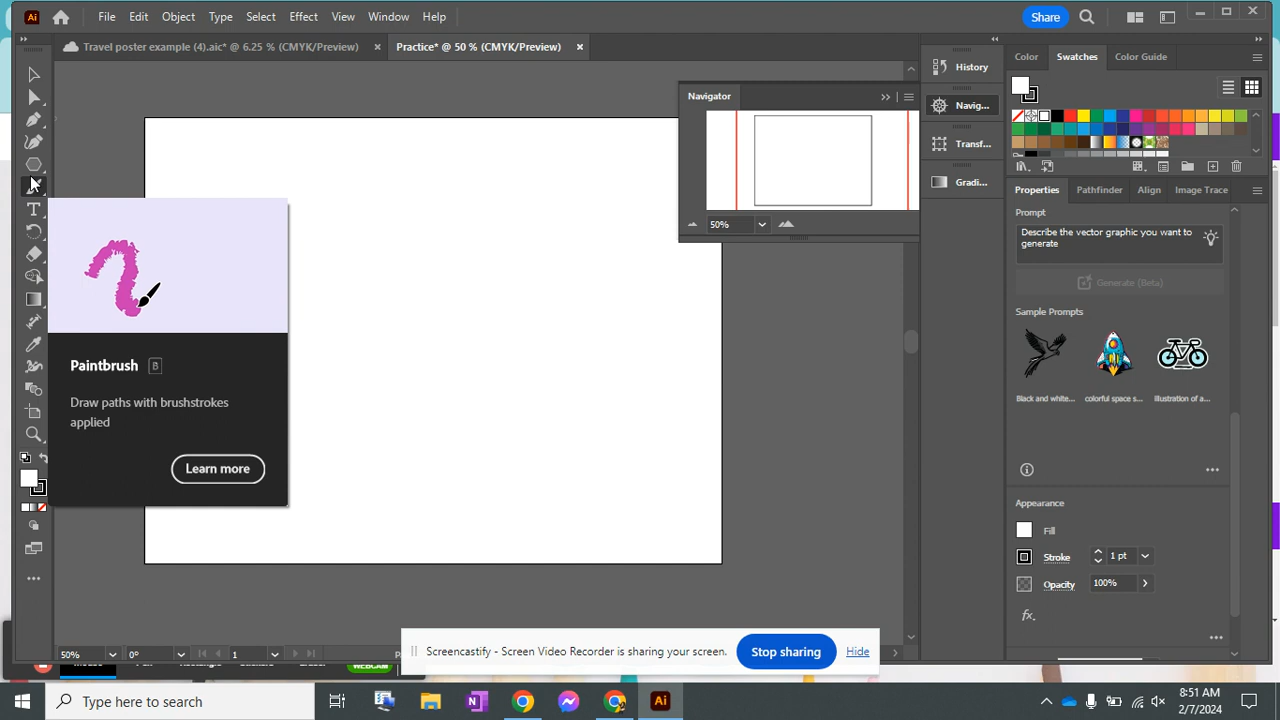 Ai File Edit Object Type Select Effect View Window Help Share
Travel poster example (4).aic* @ 6.25 % (CMYK/Preview) × Practice* @ 50 % (CMYK/Preview) ×
History
Navig...
Transf...
Gradi...
Navigator
50%
Color Swatches Color Guide
Properties Pathfinder Align Image Trace
Prompt
Describe the vector graphic you want to
generate
Generate (Beta)
Sample Prompts
Black and white... colorful space s... Illustration of a...
Appearance
Fill
Stroke 1 pt
Opacity 100%
fx.
Paintbrush B
Draw paths with brushstrokes
applied
Learn more
50% 0° 1
Screencastify - Screen Video Recorder is sharing your screen. Stop sharing Hide
WEBCAM
Type here to search
Ai
8:51 AM
2/7/2024